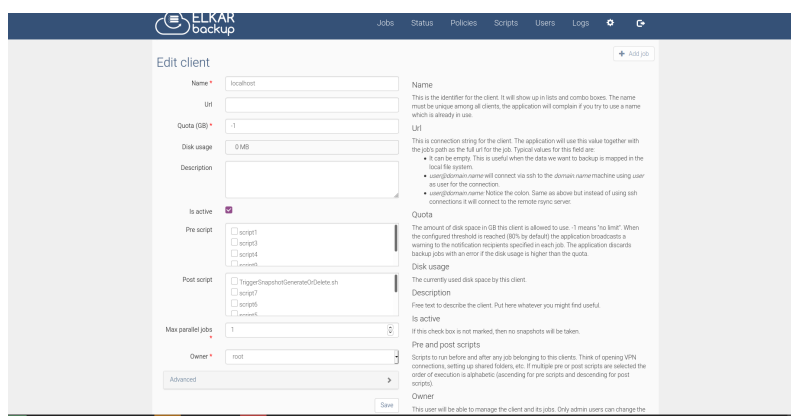 ELKAR
backup
Jobs Status Policies Scripts Users Logs
Add job
Edit client
Name *
localhost
Url
Quota (GB) *
-1
Disk usage
0 MB
Description
Is active
Pre script
script1
script3
script4
Post script
TriggerSnapshotGenerateOrDelete.sh
script7
script6
script5
Max parallel jobs *
1
Owner *
root
Advanced
Save
Name
This is the identifier for the client. It will show up in lists and combo boxes. The name
must be unique among all clients, the application will complain if you try to use a name
which is already in use.
Url
This is connection string for the client. The application will use this value together with
the job's path as the full url for the job. Typical values for this field are:
It can be empty. This is useful when the data we want to backup is mapped in the
local file system.
user@domain.name will connect via ssh to the domain.name machine using user
as user for the connection.
user@domain.name: Notice the colon. Same as above but instead of using ssh
connections it will connect to the remote rsync server.
Quota
The amount of disk space in GB this client is allowed to use. -1 means "no limit". When
the configured threshold is reached (80% by default) the application broadcasts a
warning to the notification recipients specified in each job. The application discards
backup jobs with an error if the disk usage is higher than the quota.
Disk usage
The currently used disk space by this client.
Description
Free text to describe the client. Put here whatever you might find useful.
Is active
If this check box is not marked, then no snapshots will be taken.
Pre and post scripts
Scripts to run before and after any job belonging to this clients. Think of opening VPN
connections, setting up shared folders, etc. If multiple pre or post scripts are selected the
order of execution is alphabetic (ascending for pre scripts and descending for post
scripts).
Owner
This user will be able to manage the client and its jobs. Only admin users can change the